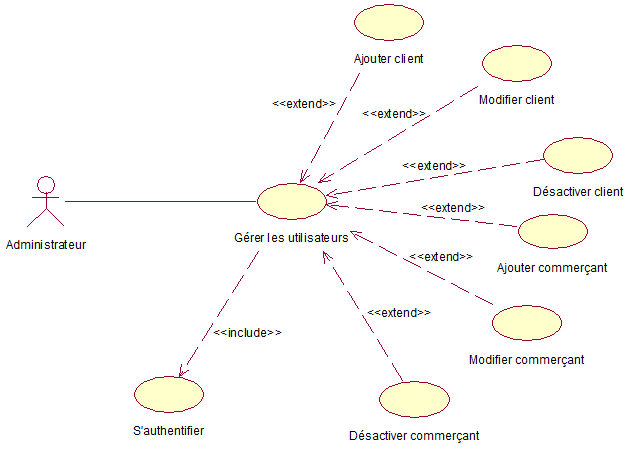 Ajouter client
<<extend>>
Modifier client
<<extend>>
<<extend>>
Désactiver client
<<extend>>
Administrateur
Gérer les utilisateurs
Ajouter commerçant
<<extend>>
<<extend>>
<<include>>
Modifier commerçant
S'authentifier
Désactiver commerçant